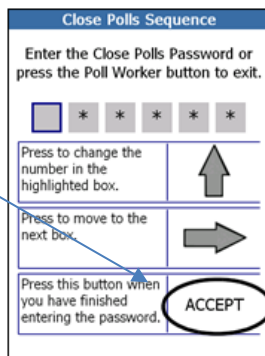 Close Polls Sequence
Enter the Close Polls Password or
press the Poll Worker button to exit.
* * * * *
Press to change the
number in the
highlighted box.
Press to move to the
next box.
Press this button when
you have finished
entering the password.
ACCEPT